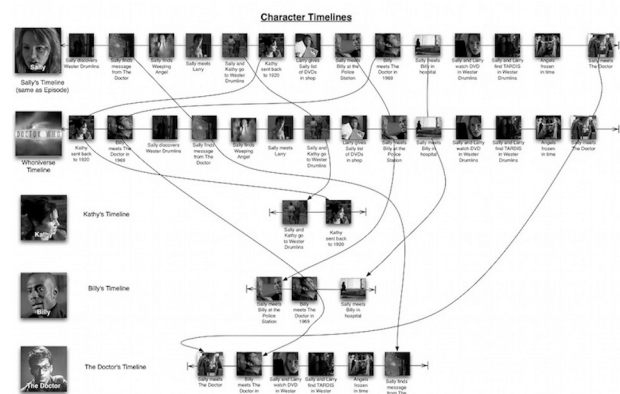 Character Timelines
Sally
Sally discovers
Wester Drumlins
Sally finds
message
from The
Doctor
Sally finds
Weeping
Angel
Sally meets
Larry
Sally and
Kathy go
to Wester
Drumlins
Kathy
sent back
to 1920
Larry gives
Sally list
of DVDs
in shop
Sally meets
Billy at the
Police
Station
Billy
meets The
Doctor in
1969
Sally meets
Billy in
hospital
Sally and Larry
watch DVD
in Wester
Drumlins
Sally and Larry
find TARDIS
in Wester
Drumlins
Angels
frozen
in time
Sally meets
The Doctor
Sally's Timeline
(same as Episode)
DOCTOR WHO
Kathy
sent back
to 1920
Billy
meets The
Doctor in
1969
Sally discovers
Wester Drumlins
Sally finds
message
from The
Doctor
Sally finds
Weeping
Angel
Sally meets
Larry
Sally and
Kathy go
to Wester
Drumlins
Larry gives
Sally list
of DVDs
in shop
Sally meets
Billy at the
Police
Station
Sally meets
Billy in
hospital
Sally and Larry
watch DVD
in Wester
Drumlins
Sally and Larry
find TARDIS
in Wester
Drumlins
Angels
frozen
in time
Sally meets
The Doctor
Whoniverse
Timeline
Kathy
Kathy's Timeline
Sally and
Kathy go
to Wester
Drumlins
Kathy
sent back
to 1920
Billy
Billy's Timeline
Sally meets
Billy at the
Police
Station
Billy
meets The
Doctor in
1969
Sally meets
Billy in
hospital
The Doctor
The Doctor's Timeline
Sally meets
The Doctor
Billy
meets The
Doctor in
Sally and Larry
watch DVD
in Wester
Sally and Larry
find TARDIS
in Wester
Angels
frozen
in time
Sally finds
message
from The